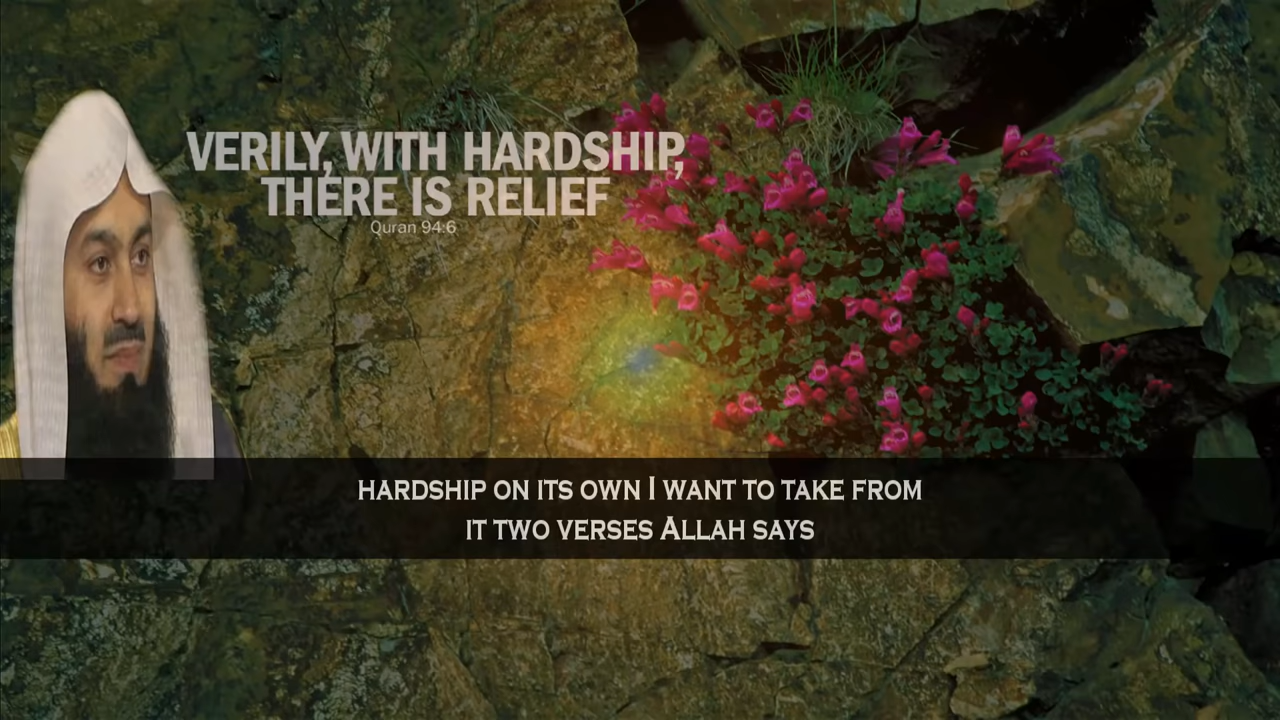 VERILY, WITH HARDSHIP,
THERE IS RELIEF
Quran 94:6
HARDSHIP ON ITS OWN I WANT TO TAKE FROM
IT TWO VERSES ALLAH SAYS